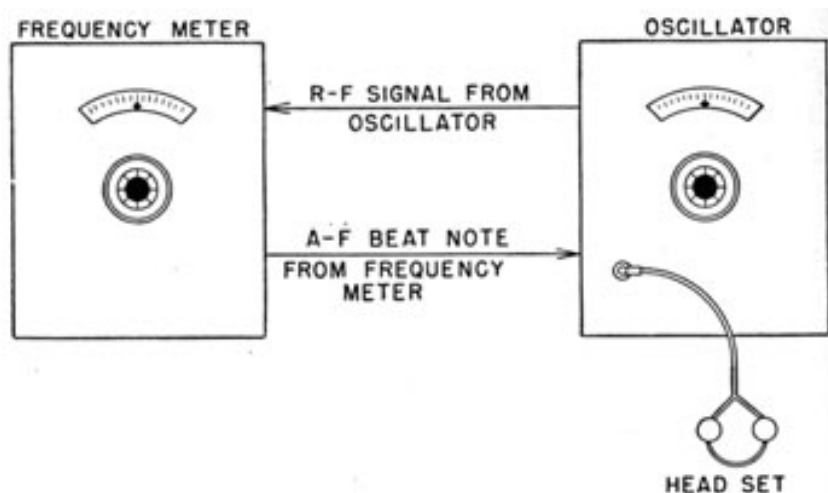 FREQUENCY METER
OSCILLATOR
R-F SIGNAL FROM
OSCILLATOR
A-F BEAT NOTE
FROM FREQUENCY
METER
HEAD SET